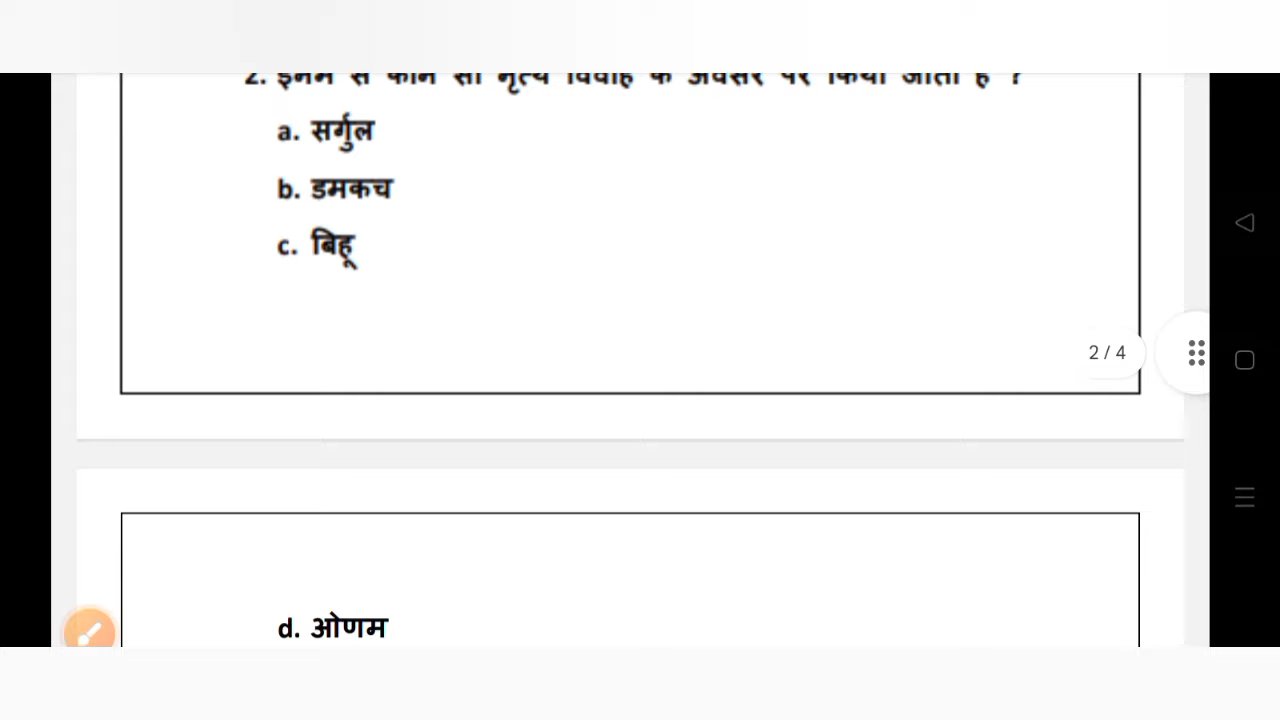 2. इनमें से कौन सा नृत्य विवाह के अवसर पर किया जाता है ?
a. सर्गुल
b. डमकच
c. बिहू
2 / 4
d. ओणम